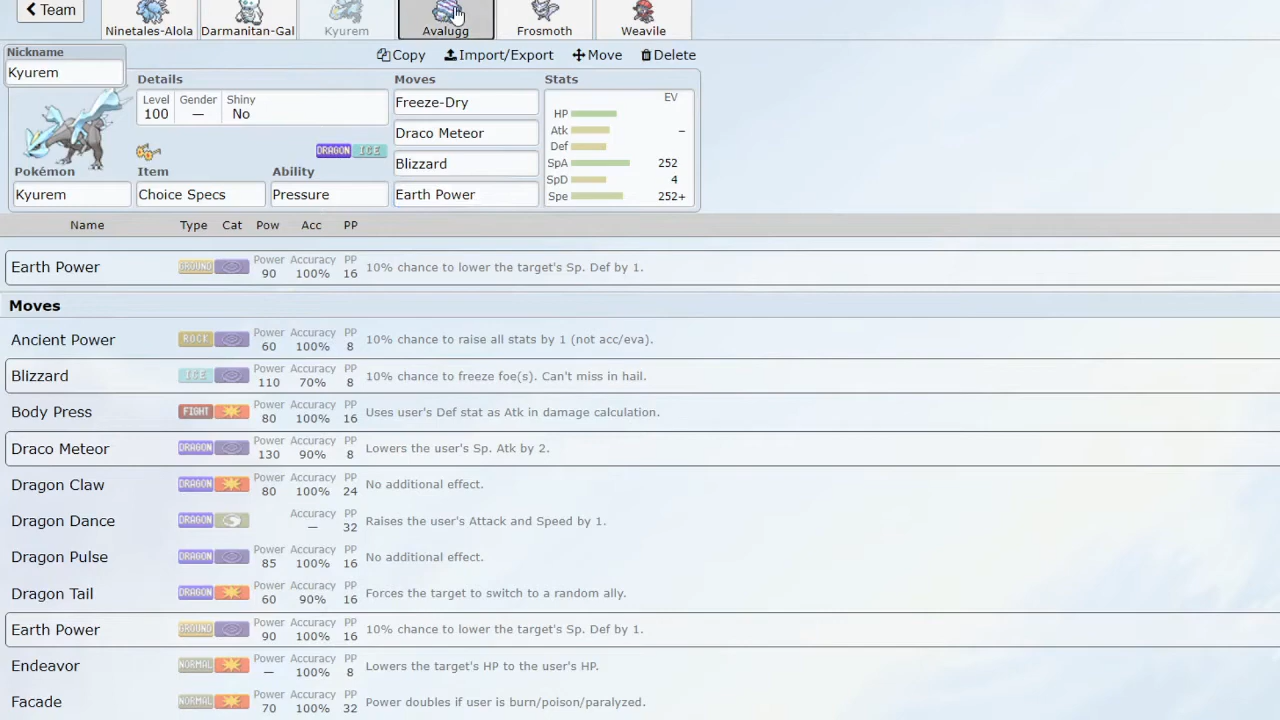 Team
Ninetales-Alola Darmanitan-Gal Kyurem Avalugg Frosmoth Weavile
Copy Import/Export Move Delete
Nickname
Kyurem
Details Moves Stats
Level Gender Shiny
100 — No
EV
HP
Atk –
Def
SpA 252
SpD 4
Spe 252+
Freeze-Dry
Draco Meteor
Blizzard
Earth Power
DRAGON ICE
Pokémon Item Ability
Kyurem Choice Specs Pressure
Name Type Cat Pow Acc PP
Earth Power GROUND Power 90 Accuracy 100% PP 16 10% chance to lower the target's Sp. Def by 1.
Moves
Ancient Power ROCK Power 60 Accuracy 100% PP 8 10% chance to raise all stats by 1 (not acc/eva).
Blizzard ICE Power 110 Accuracy 70% PP 8 10% chance to freeze foe(s). Can't miss in hail.
Body Press FIGHT Power 80 Accuracy 100% PP 16 Uses user's Def stat as Atk in damage calculation.
Draco Meteor DRAGON Power 130 Accuracy 90% PP 8 Lowers the user's Sp. Atk by 2.
Dragon Claw DRAGON Power 80 Accuracy 100% PP 24 No additional effect.
Dragon Dance DRAGON Accuracy — PP 32 Raises the user's Attack and Speed by 1.
Dragon Pulse DRAGON Power 85 Accuracy 100% PP 16 No additional effect.
Dragon Tail DRAGON Power 60 Accuracy 90% PP 16 Forces the target to switch to a random ally.
Earth Power GROUND Power 90 Accuracy 100% PP 16 10% chance to lower the target's Sp. Def by 1.
Endeavor NORMAL Power — Accuracy 100% PP 8 Lowers the target's HP to the user's HP.
Facade NORMAL Power 70 Accuracy 100% PP 32 Power doubles if user is burn/poison/paralyzed.